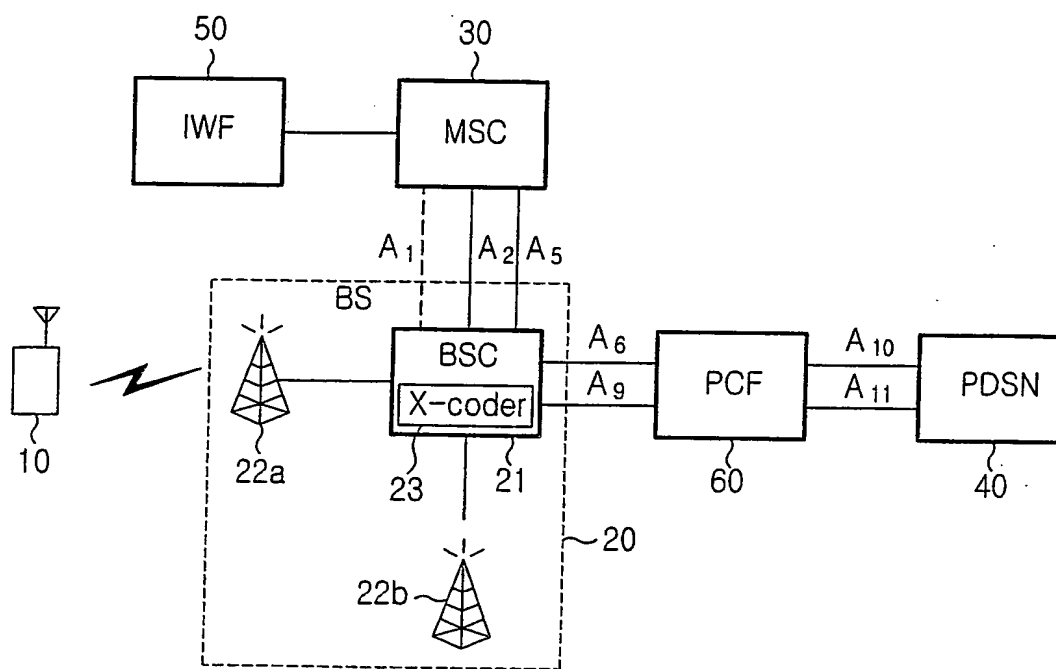 50
30
IWF
MSC
A1 A2 A5
BS
BSC
X-coder
A6
A9
PCF
A10
A11
PDSN
10
22a
23
21
60
40
20
22b